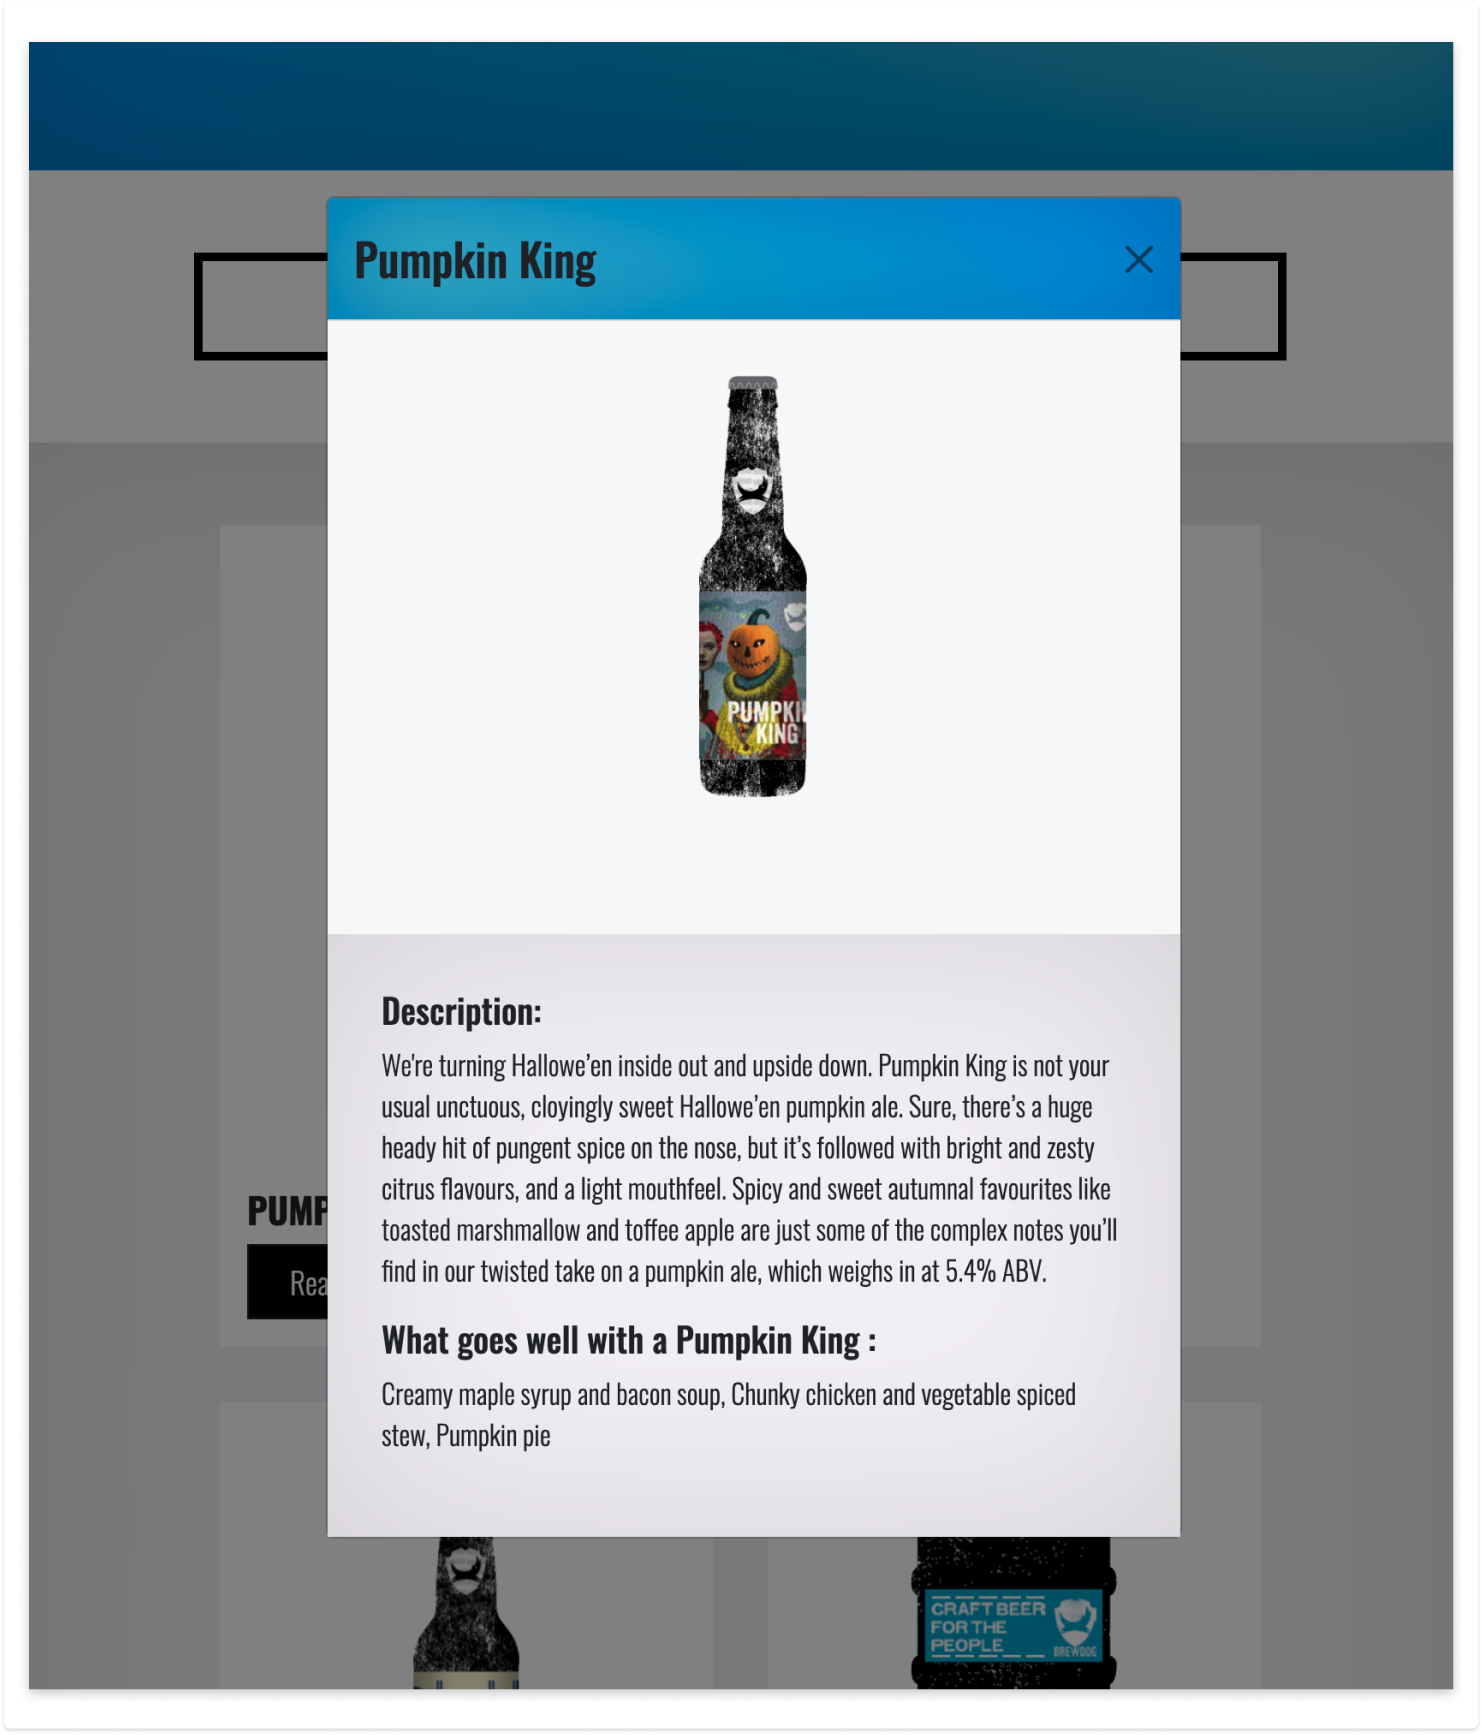 Pumpkin King
PUMPKI
KING
Description:
We're turning Hallowe’en inside out and upside down. Pumpkin King is not your
usual unctuous, cloyingly sweet Hallowe’en pumpkin ale. Sure, there’s a huge
heady hit of pungent spice on the nose, but it’s followed with bright and zesty
citrus flavours, and a light mouthfeel. Spicy and sweet autumnal favourites like
toasted marshmallow and toffee apple are just some of the complex notes you’ll
find in our twisted take on a pumpkin ale, which weighs in at 5.4% ABV.
What goes well with a Pumpkin King :
Creamy maple syrup and bacon soup, Chunky chicken and vegetable spiced
stew, Pumpkin pie
PUMP
Rea
CRAFT BEER
FOR THE
PEOPLE
BREWDOG